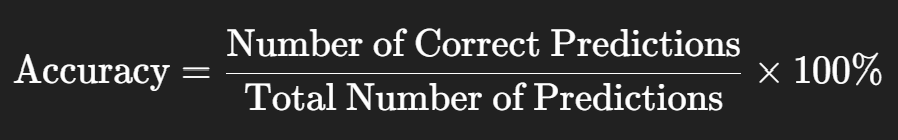 Accuracy = Number of Correct Predictions / Total Number of Predictions × 100%